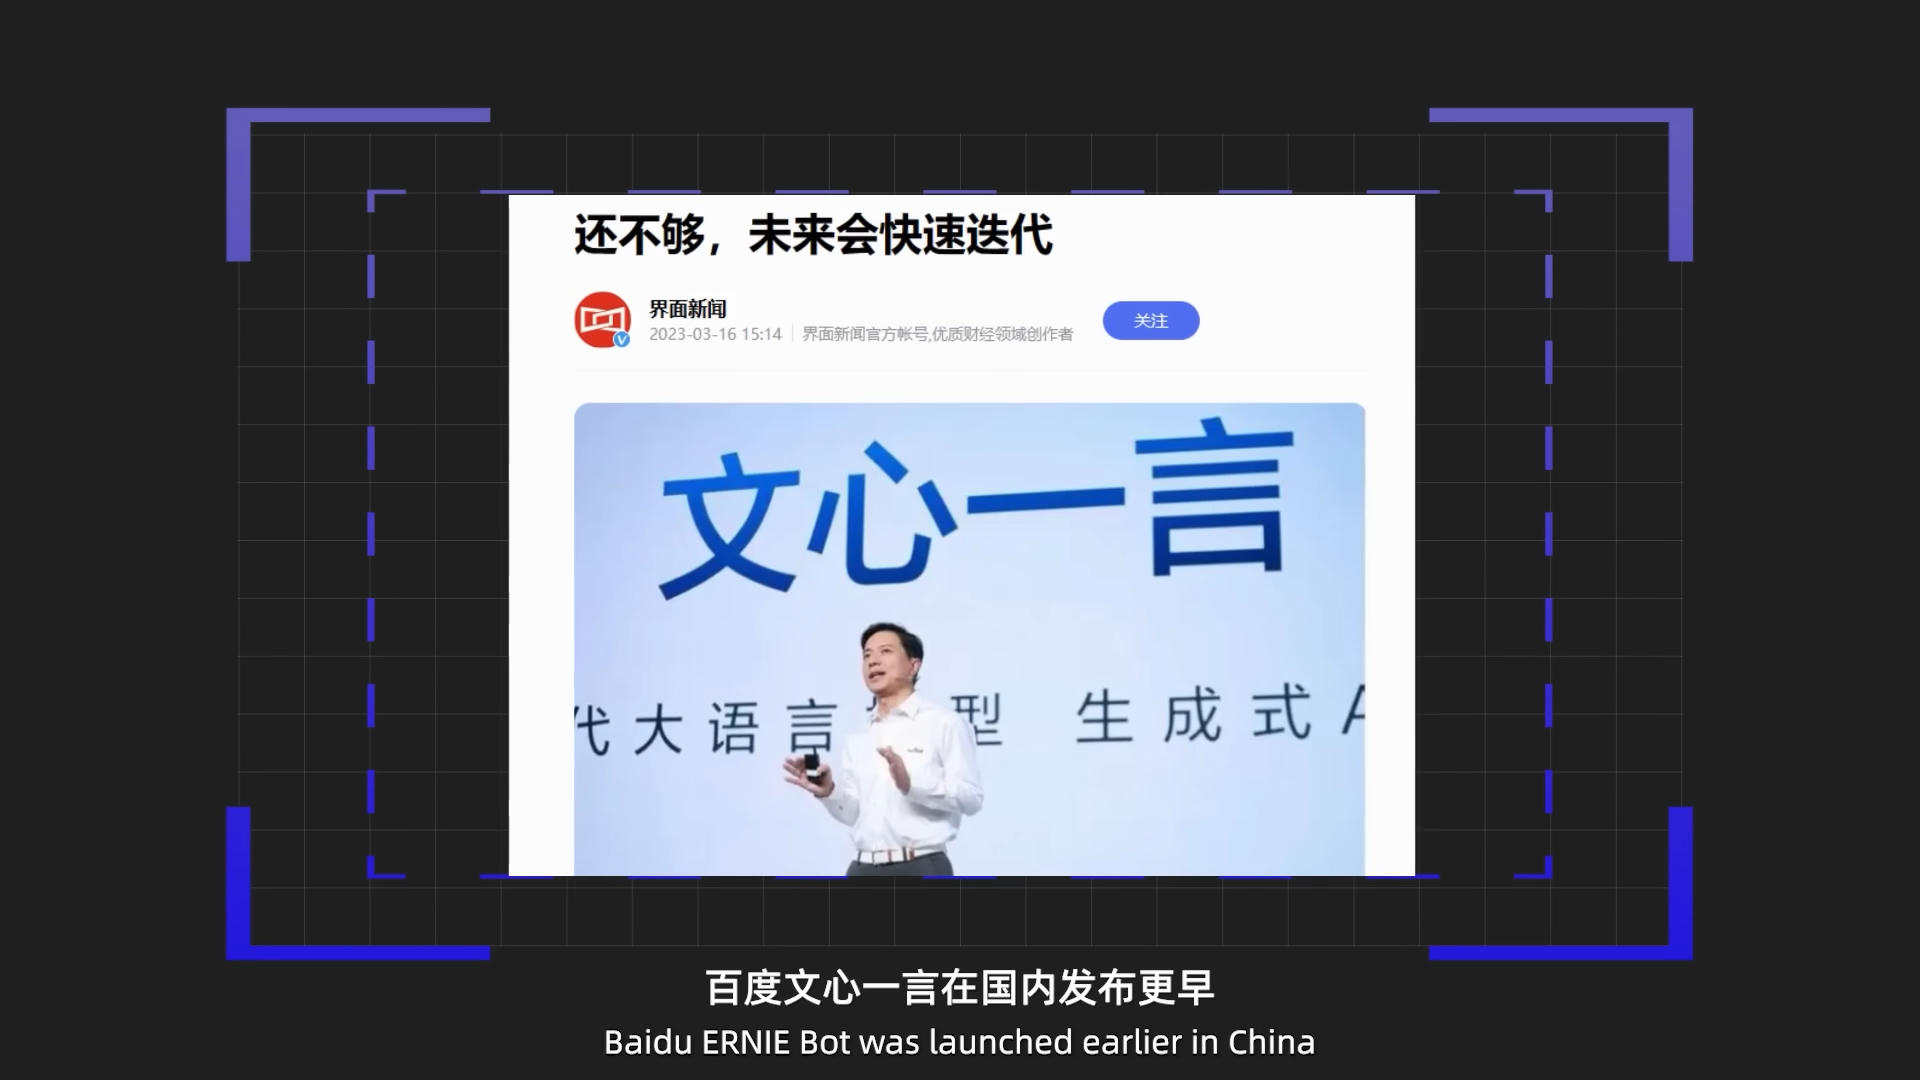 还不够，未来会快速迭代
界面新闻
2023-03-16 15:14 界面新闻官方帐号,优质财经领域创作者
关注
文心一言
代大语言 型 生成式A
百度文心一言在国内发布更早
Baidu ERNIE Bot was launched earlier in China